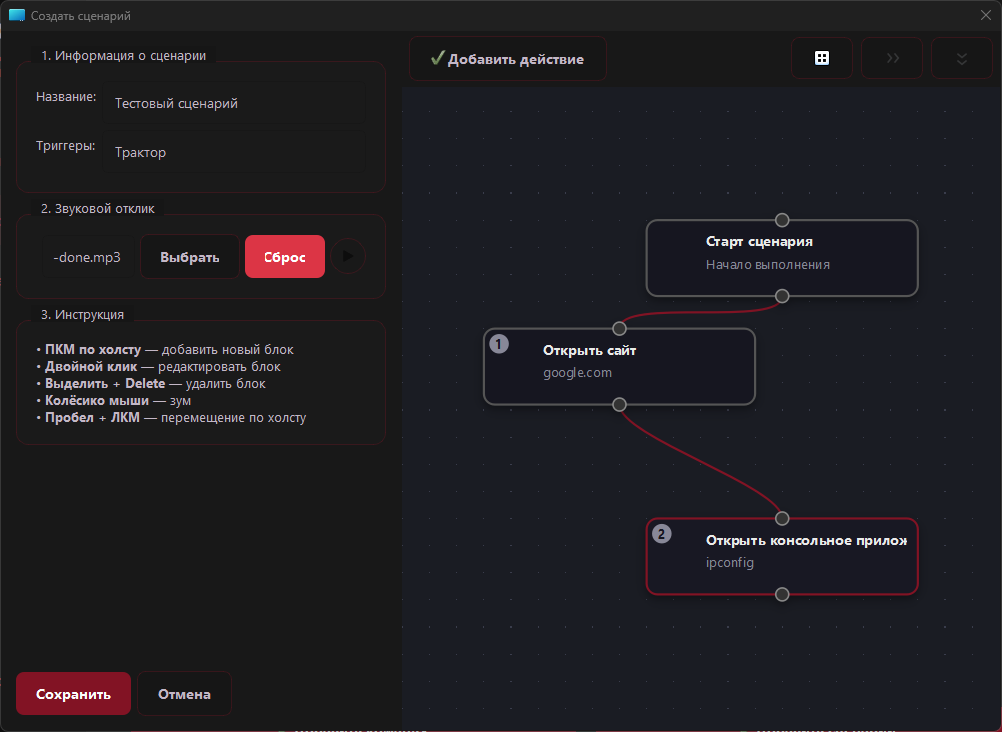 Создать сценарий
1. Информация о сценарии
Название:
Тестовый сценарий
Триггеры:
Трактор
2. Звуковой отклик
-done.mp3
Выбрать
Сброс
3. Инструкция
• ПКМ по холсту — добавить новый блок
• Двойной клик — редактировать блок
• Выделить + Delete — удалить блок
• Колёсико мыши — зум
• Пробел + ЛКМ — перемещение по холсту
Сохранить
Отмена
✓ Добавить действие
Старт сценария
Начало выполнения
1
Открыть сайт
google.com
2
Открыть консольное прилож
ipconfig